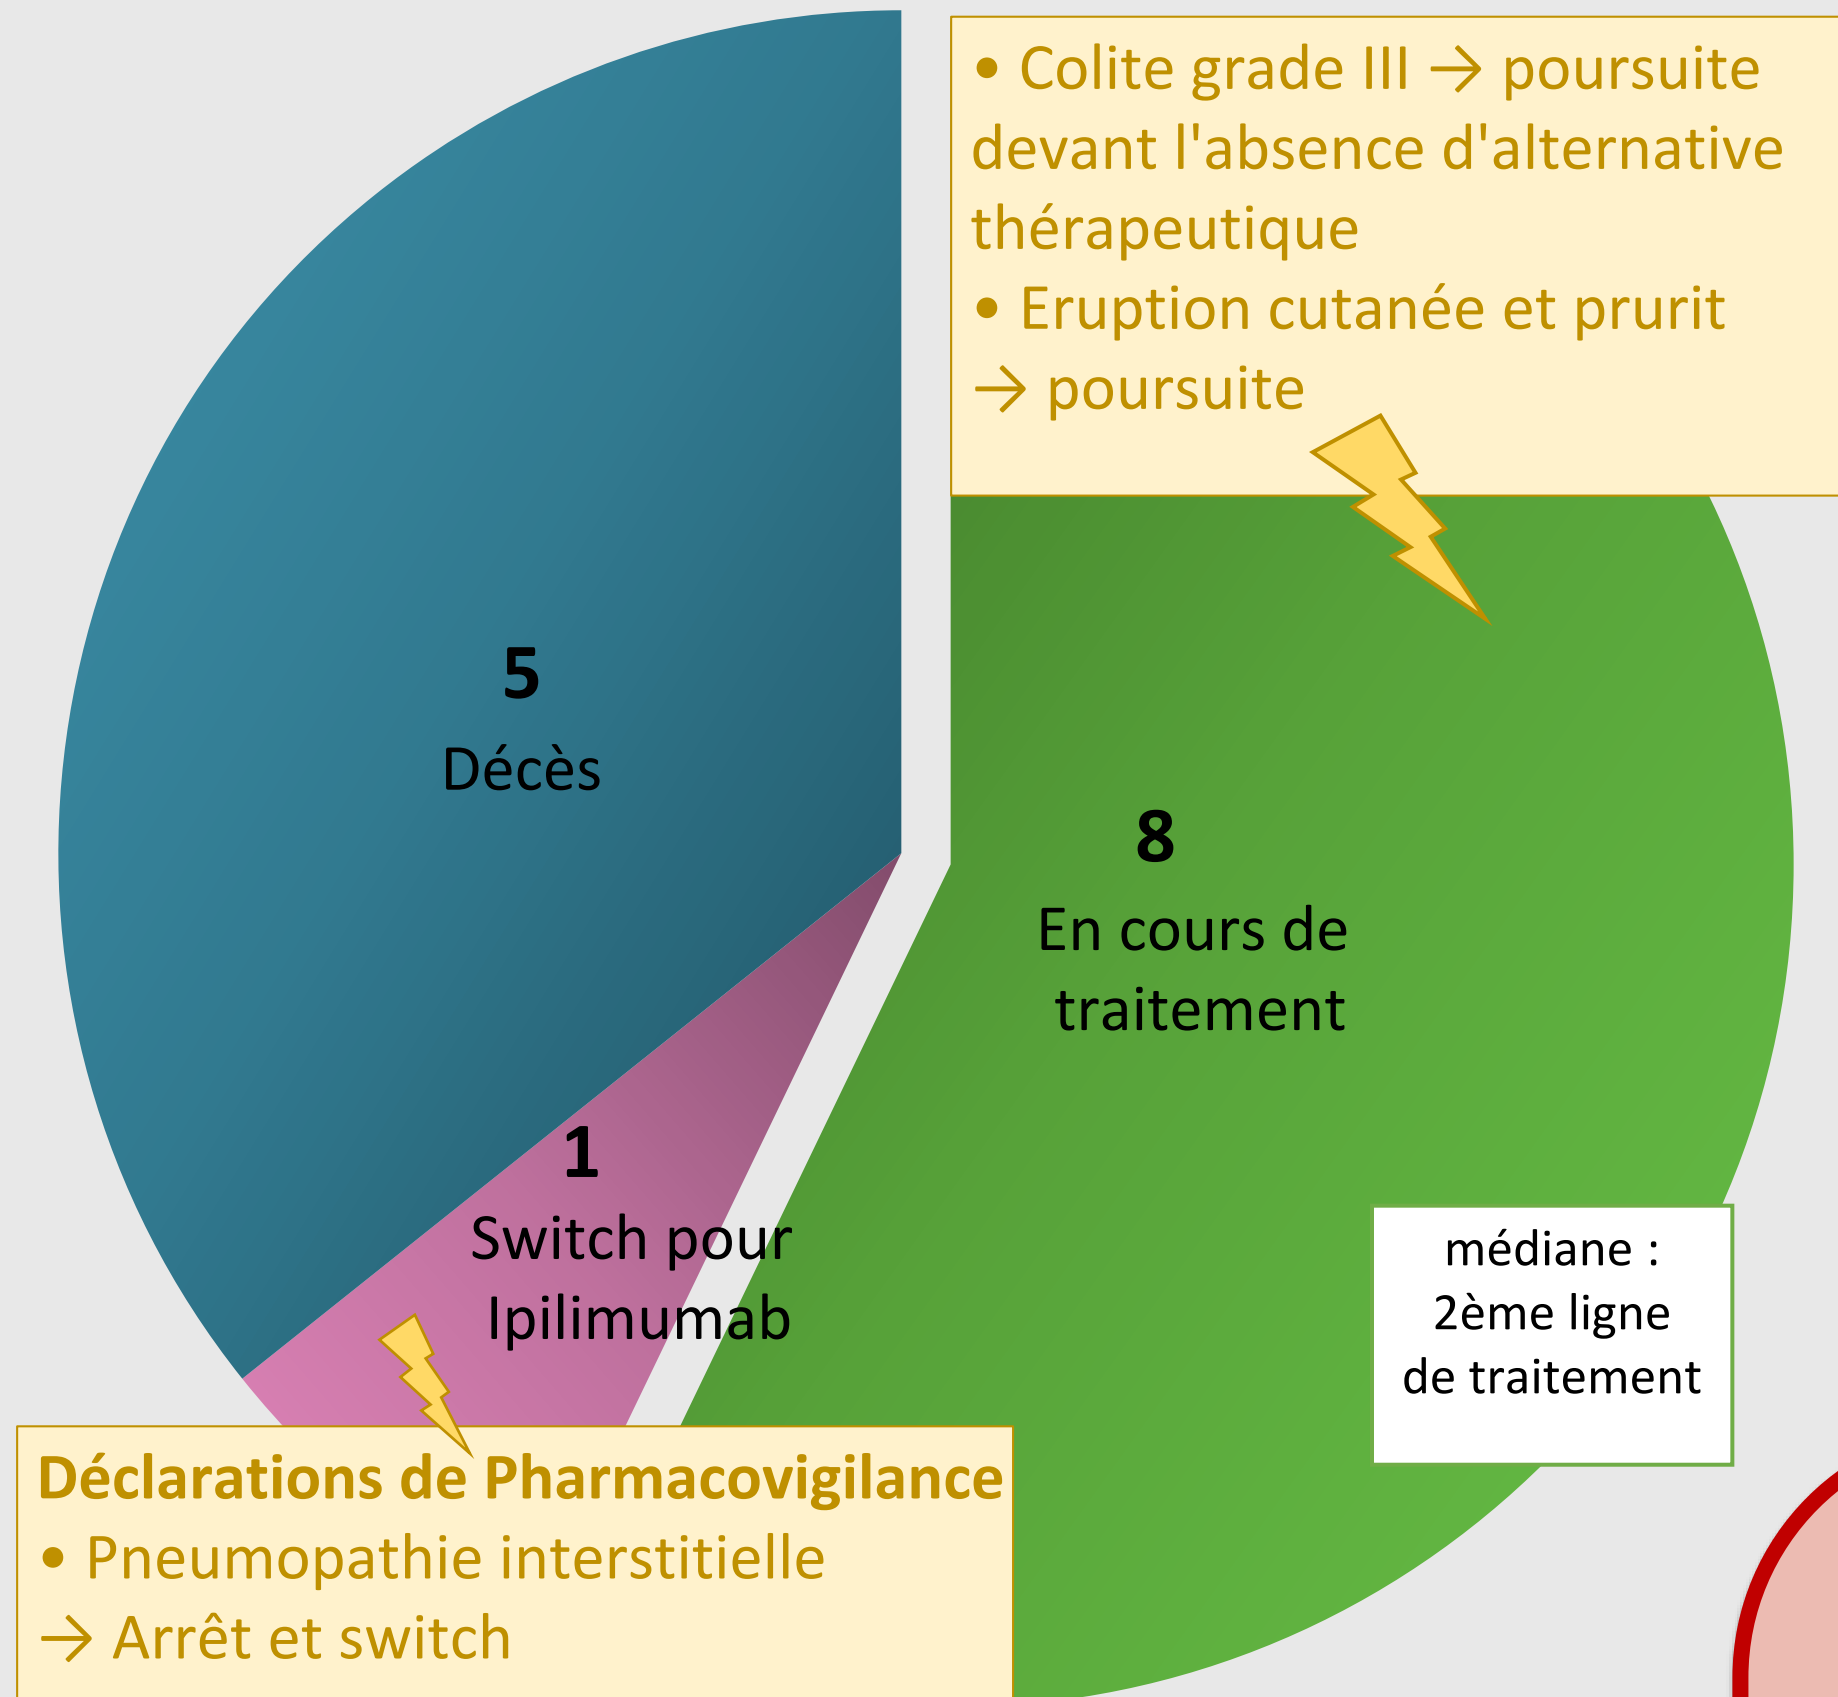 • Colite grade III → poursuite
devant l'absence d'alternative
thérapeutique
• Eruption cutanée et prurit
→ poursuite
5
Décès
8
En cours de
traitement
1
Switch pour
Ipilimumab
médiane :
2ème ligne
de traitement
Déclarations de Pharmacovigilance
• Pneumopathie interstitielle
→ Arrêt et switch